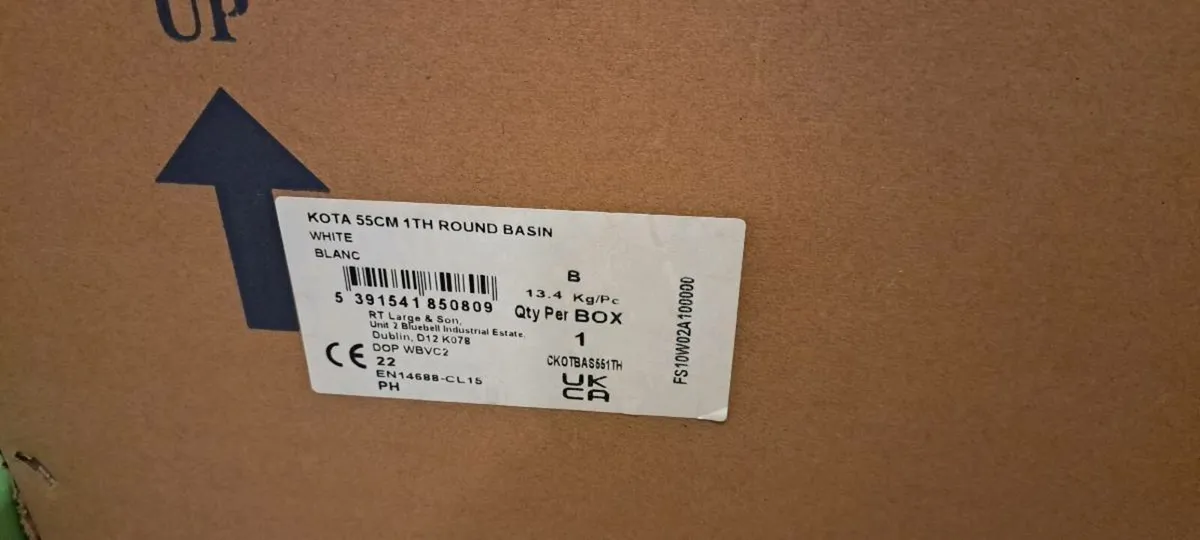 UP
KOTA 55CM 1TH ROUND BASIN
WHITE
BLANC
5 391541 850809
RT Large & Son,
Unit 2 Bluebell Industrial Estate,
Dublin, D12 K078
DOP WBVC2
CE
22
EN14688-CL15
PH
B
13.4 Kg/Pc
Qty Per BOX
1
CKOTBAS551TH
UK
CA
FS10W02A100000